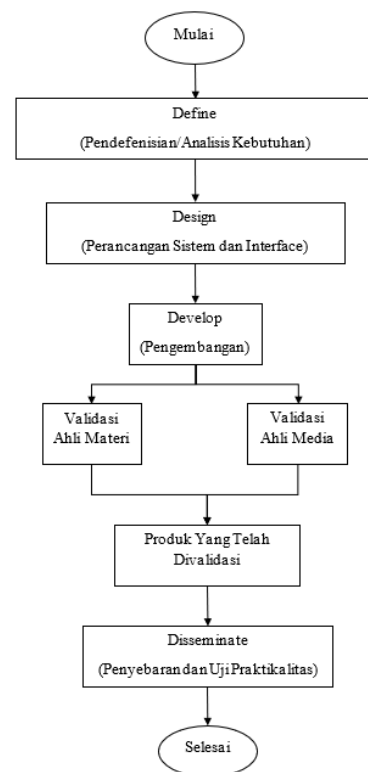 Mulai
Define
(Pendefenisian/Analisis Kebutuhan)
Design
(Perancangan Sistem dan Interface)
Develop
(Pengembangan)
Validasi
Ahli Materi
Validasi
Ahli Media
Produk Yang Telah
Divalidasi
Disseminate
(Penyebaran dan Uji Praktikalitas)
Selesai